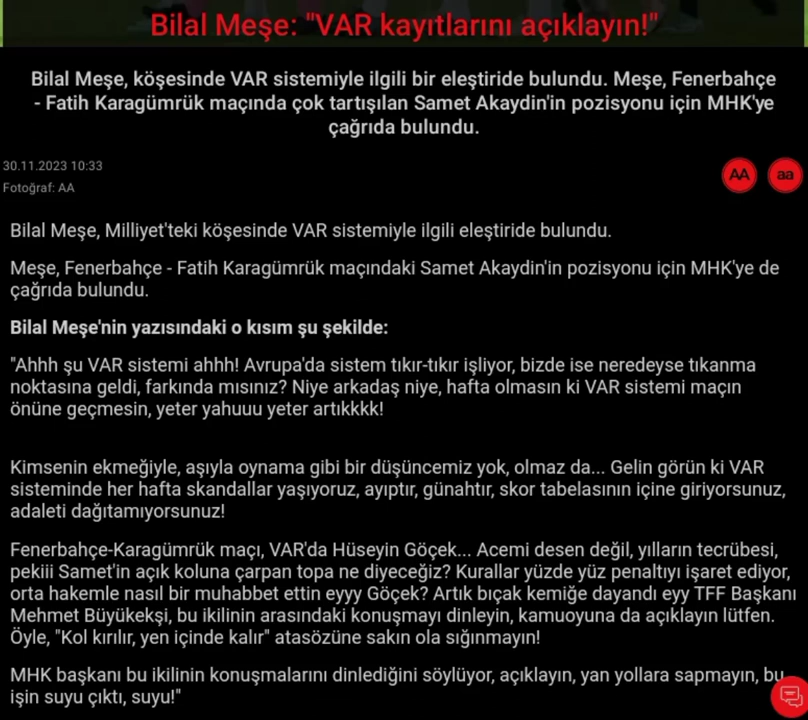 Bilal Meşe: "VAR kayıtlarını açıklayın!"
Bilal Meşe, köşesinde VAR sistemiyle ilgili bir eleştiride bulundu. Meşe, Fenerbahçe
- Fatih Karagümrük maçında çok tartışılan Samet Akaydin'in pozisyonu için MHK'ye
çağrıda bulundu.
30.11.2023 10:33
Fotoğraf: AA
AA
aa
Bilal Meşe, Milliyet'teki köşesinde VAR sistemiyle ilgili eleştiride bulundu.
Meşe, Fenerbahçe - Fatih Karagümrük maçındaki Samet Akaydin'in pozisyonu için MHK'ye de
çağrıda bulundu.
Bilal Meşe'nin yazısındaki o kısım şu şekilde:
"Ahhh şu VAR sistemi ahhh! Avrupa'da sistem tıkır-tıkır işliyor, bizde ise neredeyse tıkanma
noktasına geldi, farkında mısınız? Niye arkadaş niye, hafta olmasın ki VAR sistemi maçın
önüne geçmesin, yeter yahuuu yeter artıkkkk!
Kimsenin ekmeğiyle, aşıyla oynama gibi bir düşüncemiz yok, olmaz da... Gelin görün ki VAR
sisteminde her hafta skandallar yaşıyoruz, ayıptır, günahtır, skor tabelasının içine giriyorsunuz,
adaleti dağıtamıyorsunuz!
Fenerbahçe-Karagümrük maçı, VAR'da Hüseyin Göçek... Acemi desen değil, yılların tecrübesi,
pekiii Samet'in açık koluna çarpan topa ne diyeceğiz? Kurallar yüzde yüz penaltıyı işaret ediyor,
orta hakemle nasıl bir muhabbet ettin eyyy Göçek? Artık bıçak kemiğe dayandı eyy TFF Başkanı
Mehmet Büyükekşi, bu ikilinin arasındaki konuşmayı dinleyin, kamuoyuna da açıklayın lütfen.
Öyle, "Kol kırılır, yen içinde kalır" atasözüne sakın ola sığınmayın!
MHK başkanı bu ikilinin konuşmalarını dinlediğini söylüyor, açıklayın, yan yollara sapmayın, bu
işin suyu çıktı, suyu!"